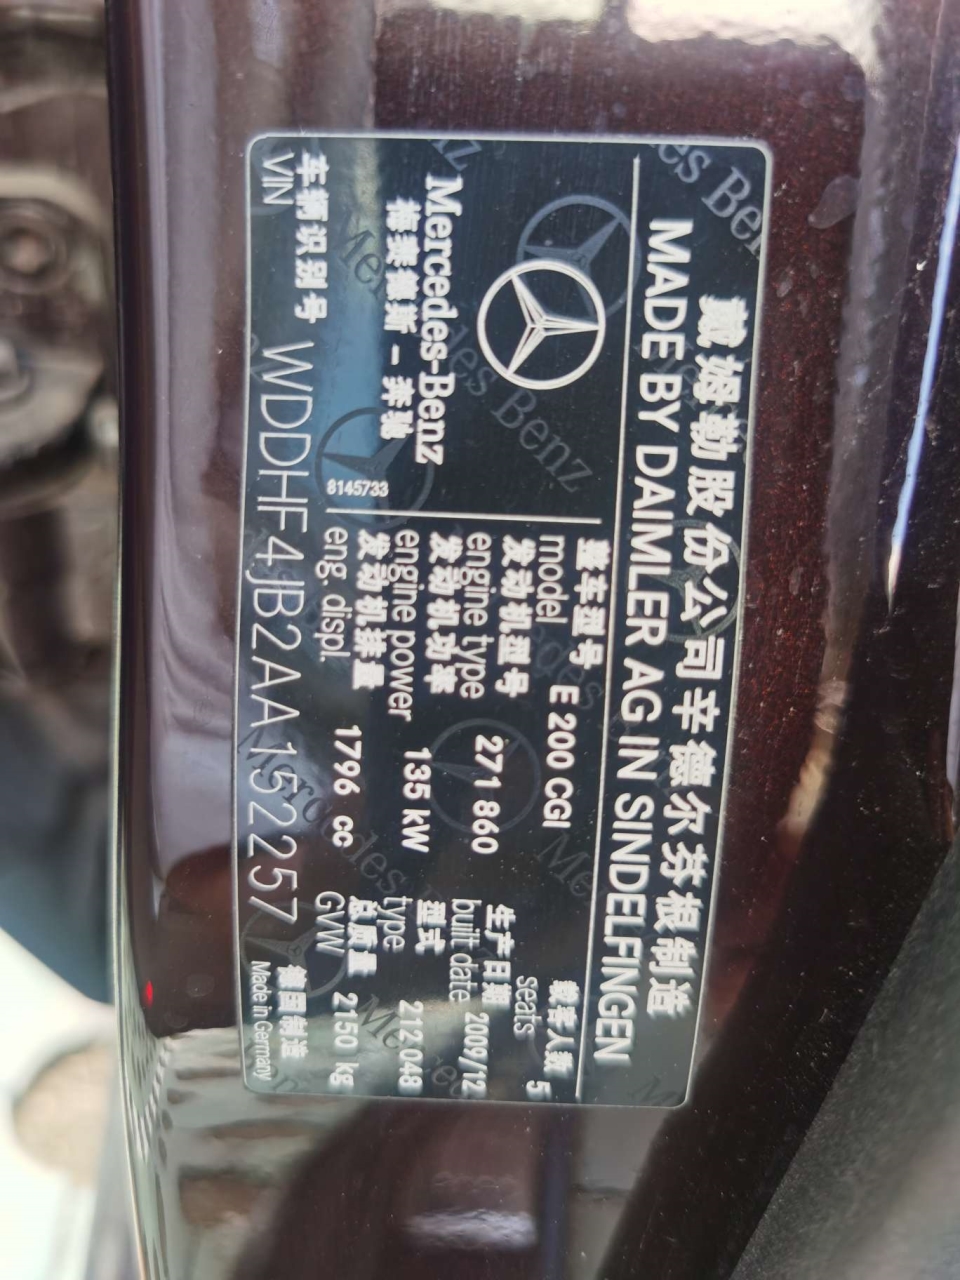 戴姆勒股份公司辛德尔芬根制造
MADE BY DAIMLER AG IN SINDELFINGEN
Mercedes-Benz
梅赛德斯 - 奔驰
8145733
整车型号
model E 200 CGI
发动机型号
engine type 271 860
发动机功率
engine power 135 kW
发动机排量
eng. displ. 1796 cc
载客人数
seats 5
生产日期
built date 2009/12
型式
type 212 048
总质量
GVW 2150 kg
车辆识别号
VIN WDDHF4JB2AA152257
德国制造
Made in Germany